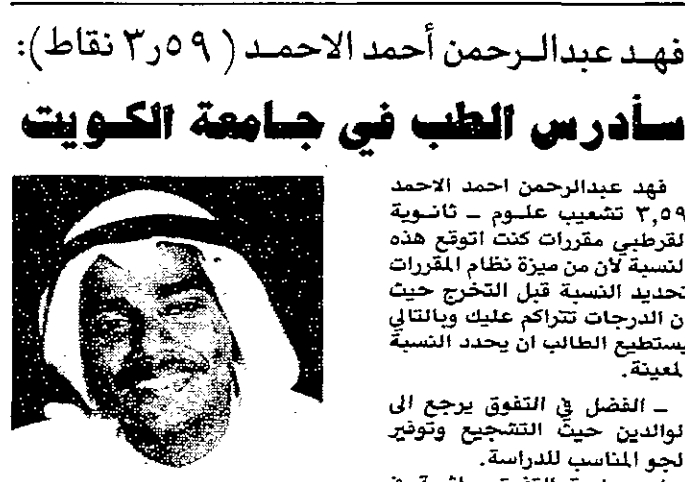 فهد عبدالرحمن أحمد الاحمد ( ٥٩ر٣ نقاط):
سأدرس الطب في جامعة الكويت
فهد عبدالرحمن احمد الاحمد
٣,٥٩ تشعيب علوم ـ ثانوية
لقرطبي مقررات كنت اتوقع هذه
لنسبة لأن من ميزة نظام المقررات
تحديد النسبة قبل التخرج حيث
ن الدرجات تتراكم عليك وبالتالي
يستطيع الطالب ان يحدد النسبة
لمعينة.
ـ الفضل في التفوق يرجع الى
لوالدين حيث التشجيع وتوفير
لجو المناسب للدراسة.